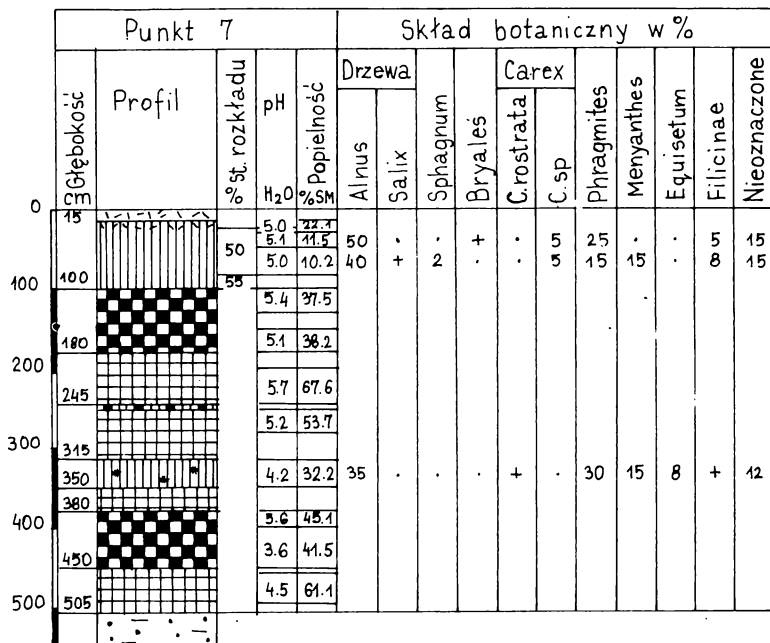 Punkt 7 Skład botaniczny w %
cm Głębokość
Profil
% St. rozkładu
pH H₂O
Popielność % SM
Drzewa
Alnus
Salix
Sphagnum
Bryaleś
Carex
C.rostrata
C.sp
Phragmites
Menyanthes
Equisetum
Filicinae
Nieoznaczone
0
15
5.0 22.1
5.1 11.5 50 . . + . 5 25 . . 5 15
50
5.0 10.2 40 + 2 . . 5 15 15 . 8 15
100 100 55
5.4 37.5
180 5.1 38.2
200
245 5.7 67.6
5.2 53.7
300 315
350 4.2 32.2 35 . . . + . 30 15 8 + 12
380
400 5.6 45.1
450 3.6 41.5
500 505 4.5 61.1